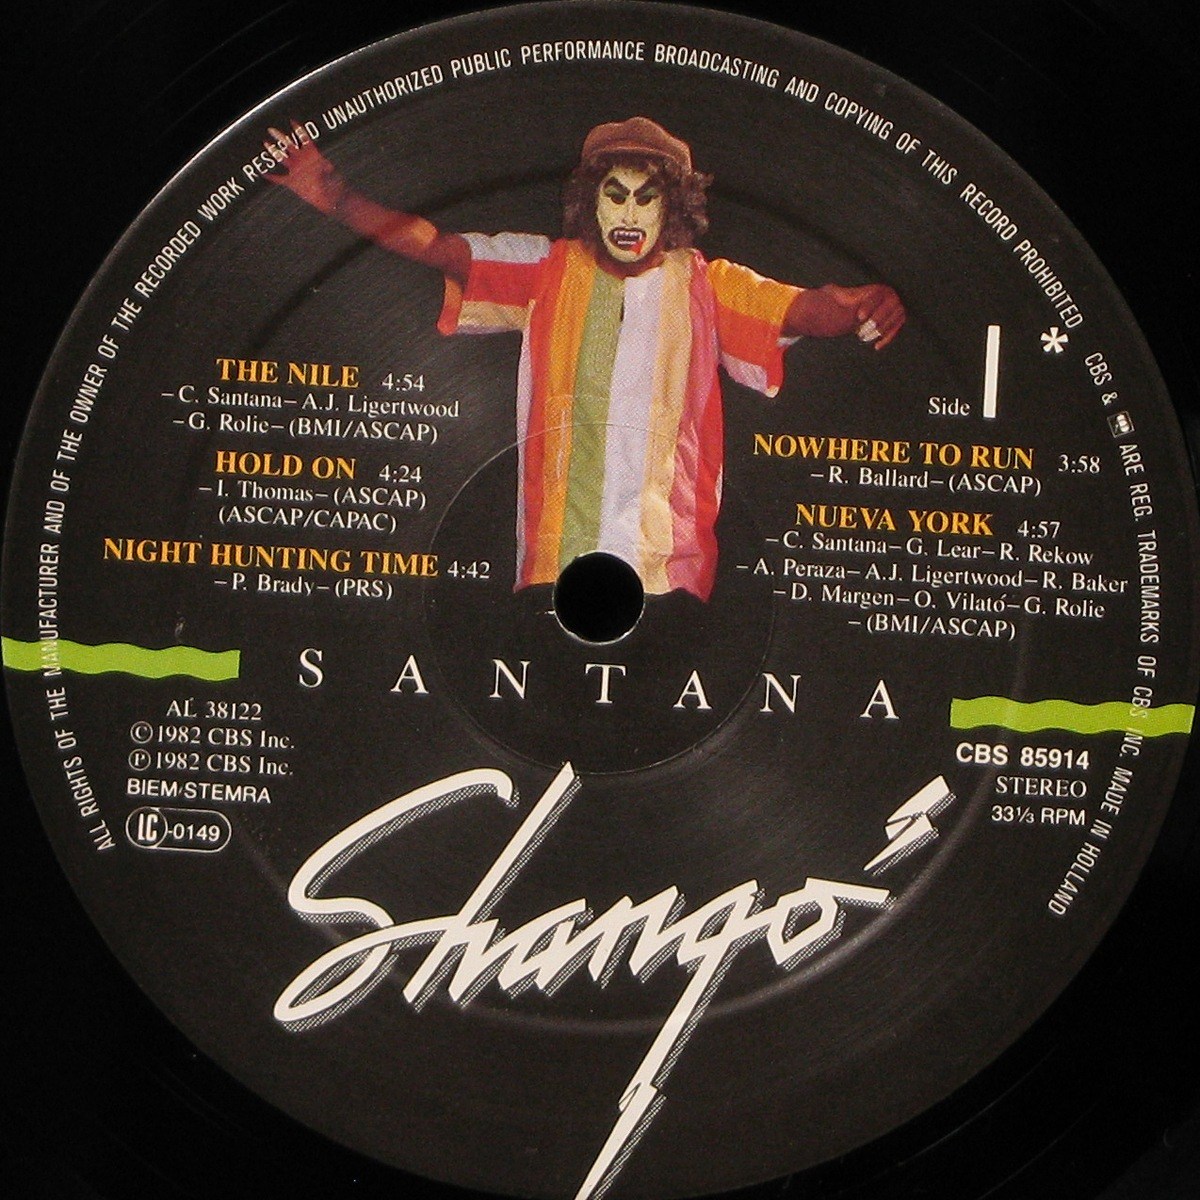 ALL RIGHTS OF THE MANUFACTURER AND OF THE OWNER OF THE RECORDED WORK RESERVED UNAUTHORIZED PUBLIC PERFORMANCE BROADCASTING AND COPYING OF THIS RECORD PROHIBITED * CBS & ARE REG. TRADEMARKS OF CBS INC. MADE IN HOLLAND
THE NILE 4:54
–C. Santana–A.J. Ligertwood
–G. Rolie–(BMI/ASCAP)
HOLD ON 4:24
–I. Thomas–(ASCAP)
(ASCAP/CAPAC)
NIGHT HUNTING TIME 4:42
–P. Brady–(PRS)
Side 1
NOWHERE TO RUN 3:58
–R. Ballard–(ASCAP)
NUEVA YORK 4:57
–C. Santana–G. Lear–R. Rekow
–A. Peraza–A.J. Ligertwood–R. Baker
–D. Margen–O. Vilató–G. Rolie
–(BMI/ASCAP)
SANTANA
AL 38122
©1982 CBS Inc.
℗1982 CBS Inc.
BIEM·STEMRA
LC-0149
CBS 85914
STEREO
33⅓ RPM
Shangó